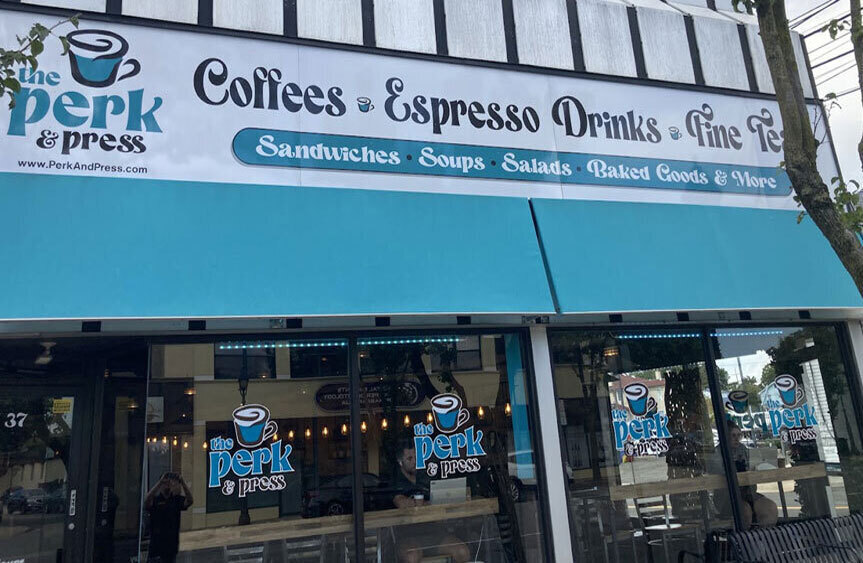 the
perk
& press
www.PerkAndPress.com
Coffees Espresso Drinks Fine Te
Sandwiches • Soups • Salads • Baked Goods & More
37
the
perk
& press
the
perk
& press
the
perk
& press
the
perk
& press